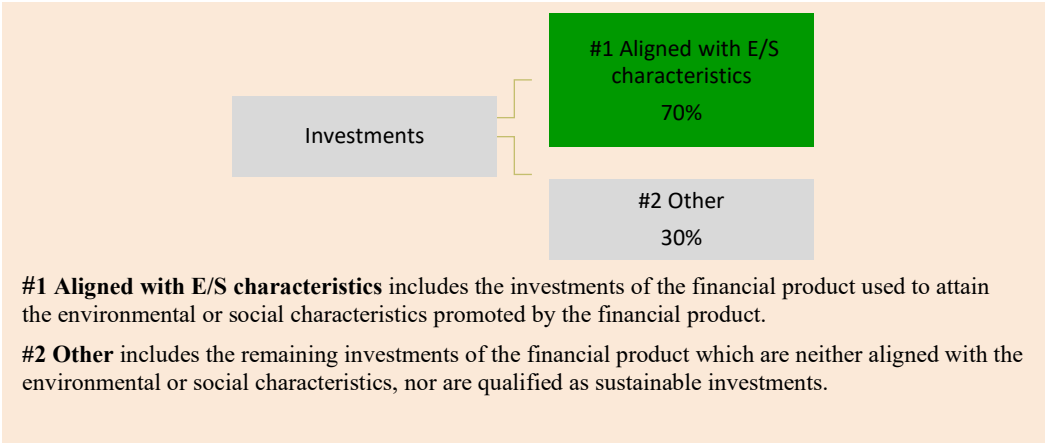 #1 Aligned with E/S
characteristics
70%
Investments
#2 Other
30%
#1 Aligned with E/S characteristics includes the investments of the financial product used to attain
the environmental or social characteristics promoted by the financial product.
#2 Other includes the remaining investments of the financial product which are neither aligned with the
environmental or social characteristics, nor are qualified as sustainable investments.